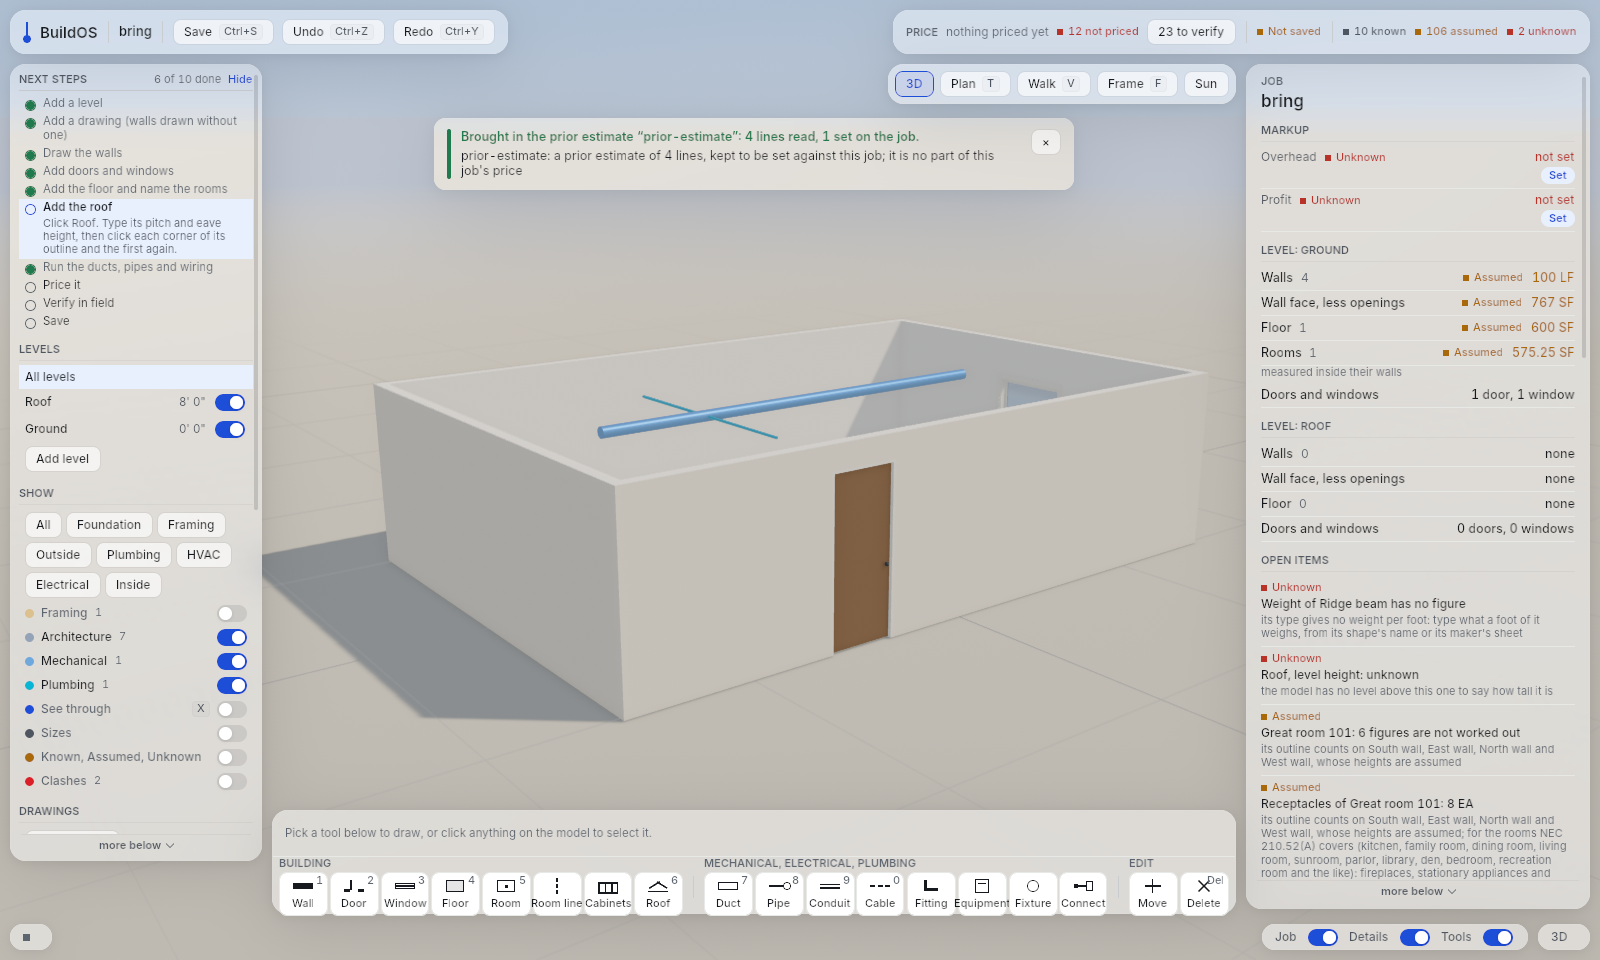 BuildOS bring Save Ctrl+S Undo Ctrl+Z Redo Ctrl+Y
PRICE nothing priced yet 12 not priced 23 to verify Not saved 10 known 106 assumed 2 unknown
NEXT STEPS 6 of 10 done Hide
Add a level
Add a drawing (walls drawn without
one)
Draw the walls
Add doors and windows
Add the floor and name the rooms
Add the roof
Click Roof. Type its pitch and eave
height, then click each corner of its
outline and the first again.
Run the ducts, pipes and wiring
Price it
Verify in field
Save
LEVELS
All levels
Roof 8' 0"
Ground 0' 0"
Add level
SHOW
All Foundation Framing
Outside Plumbing HVAC
Electrical Inside
Framing 1
Architecture 7
Mechanical 1
Plumbing 1
See through X
Sizes
Known, Assumed, Unknown
Clashes 2
DRAWINGS
more below
3D Plan T Walk V Frame F Sun
Brought in the prior estimate “prior-estimate”: 4 lines read, 1 set on the job.
prior-estimate: a prior estimate of 4 lines, kept to be set against this job; it is no part of this
job's price
×
Pick a tool below to draw, or click anything on the model to select it.
BUILDING
1 Wall
2 Door
3 Window
4 Floor
5 Room
Room line
Cabinets
6 Roof
MECHANICAL, ELECTRICAL, PLUMBING
7 Duct
8 Pipe
9 Conduit
0 Cable
Fitting
Equipment
Fixture
Connect
EDIT
Move
Del Delete
JOB
bring
MARKUP
Overhead Unknown not set
Set
Profit Unknown not set
Set
LEVEL: GROUND
Walls 4 Assumed 100 LF
Wall face, less openings Assumed 767 SF
Floor 1 Assumed 600 SF
Rooms 1 Assumed 575.25 SF
measured inside their walls
Doors and windows 1 door, 1 window
LEVEL: ROOF
Walls 0 none
Wall face, less openings none
Floor 0 none
Doors and windows 0 doors, 0 windows
OPEN ITEMS
Unknown
Weight of Ridge beam has no figure
its type gives no weight per foot: type what a foot of it
weighs, from its shape's name or its maker's sheet
Unknown
Roof, level height: unknown
the model has no level above this one to say how tall it is
Assumed
Great room 101: 6 figures are not worked out
its outline counts on South wall, East wall, North wall and
West wall, whose heights are assumed
Assumed
Receptacles of Great room 101: 8 EA
its outline counts on South wall, East wall, North wall and
West wall, whose heights are assumed; for the rooms NEC
210.52(A) covers (kitchen, family room, dining room, living
room, sunroom, parlor, library, den, bedroom, recreation
room and the like): fireplaces, stationary appliances and
more below
Job Details Tools 3D